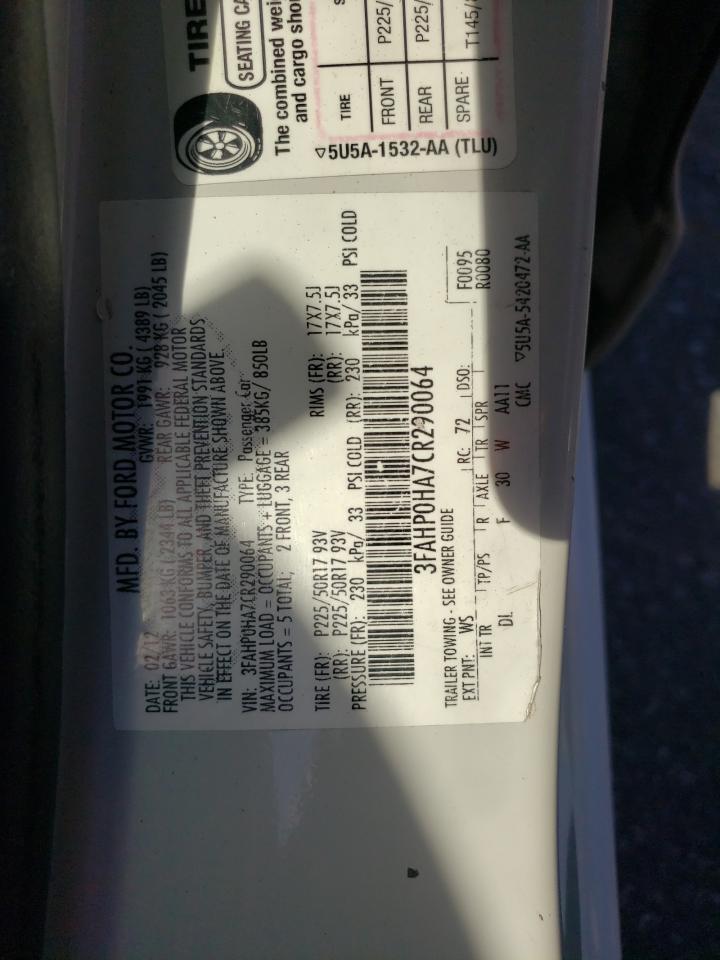 TIRE
SEATING CA
The combined wei
and cargo shou
TIRE S
FRONT P225/
REAR P225/
SPARE T145/
▽5U5A-1532-AA (TLU)
MFD. BY FORD MOTOR CO.
DATE: 02/12 GVWR: 1991 KG ( 4389 LB)
FRONT GAWR: 1063 KG (2344 LB) REAR GAWR: 928 KG ( 2045 LB)
THIS VEHICLE CONFORMS TO ALL APPLICABLE FEDERAL MOTOR
VEHICLE SAFETY, BUMPER, AND THEFT PREVENTION STANDARDS
IN EFFECT ON THE DATE OF MANUFACTURE SHOWN ABOVE.
VIN: 3FAHP0HA7CR290064 TYPE: Passenger Car
MAXIMUM LOAD = OCCUPANTS + LUGGAGE = 385KG/ 850LB
OCCUPANTS = 5 TOTAL; 2 FRONT, 3 REAR
TIRE (FR): P225/50R17 93V RIMS (FR): 17X7.5J
(RR): P225/50R17 93V (RR): 17X7.5J
PRESSURE (FR): 230 kPa/ 33 PSI COLD (RR): 230 kPa/ 33 PSI COLD
3FAHP0HA7CR290064
TRAILER TOWING - SEE OWNER GUIDE
F0095
EXT PNT: WS RC: 72 DSO: R0080
INT TR TP/PS R AXLE TR SPR
DL F 30 W AA11
CMC ▽5U5A-5420472-AA